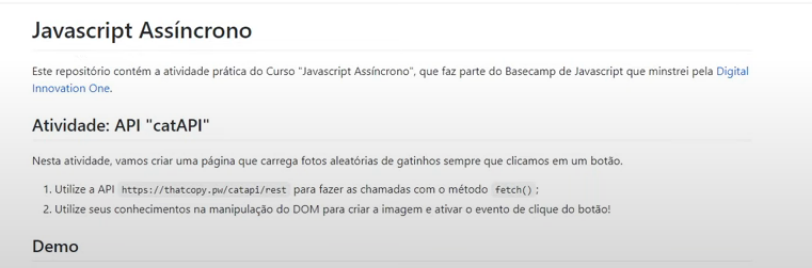 Javascript Assíncrono
Este repositório contém a atividade prática do Curso "Javascript Assíncrono", que faz parte do Basecamp de Javascript que minstrei pela Digital
Innovation One.
Atividade: API "catAPI"
Nesta atividade, vamos criar uma página que carrega fotos aleatórias de gatinhos sempre que clicamos em um botão.
1. Utilize a API https://thatcopy.pw/catapi/rest para fazer as chamadas com o método fetch() ;
2. Utilize seus conhecimentos na manipulação do DOM para criar a imagem e ativar o evento de clique do botão!
Demo